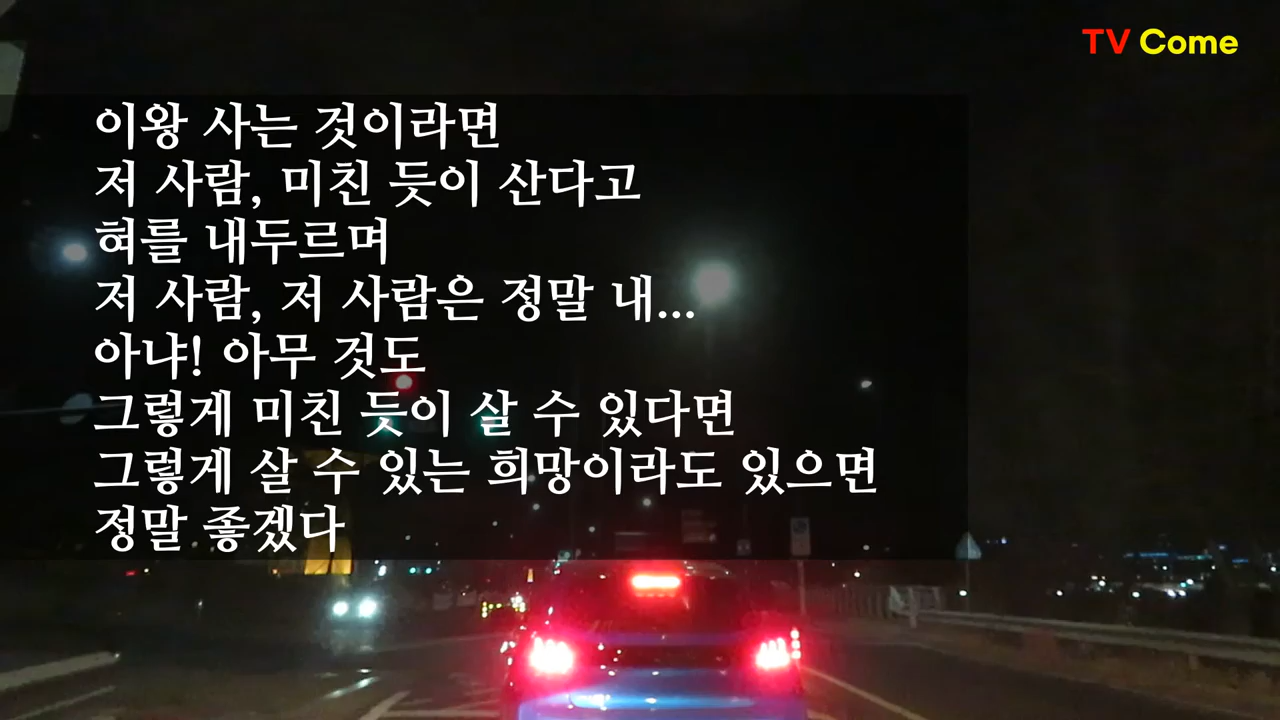 TV Come
이왕 사는 것이라면
저 사람, 미친 듯이 산다고
혀를 내두르며
저 사람, 저 사람은 정말 내...
아냐! 아무 것도
그렇게 미친 듯이 살 수 있다면
그렇게 살 수 있는 희망이라도 있으면
정말 좋겠다